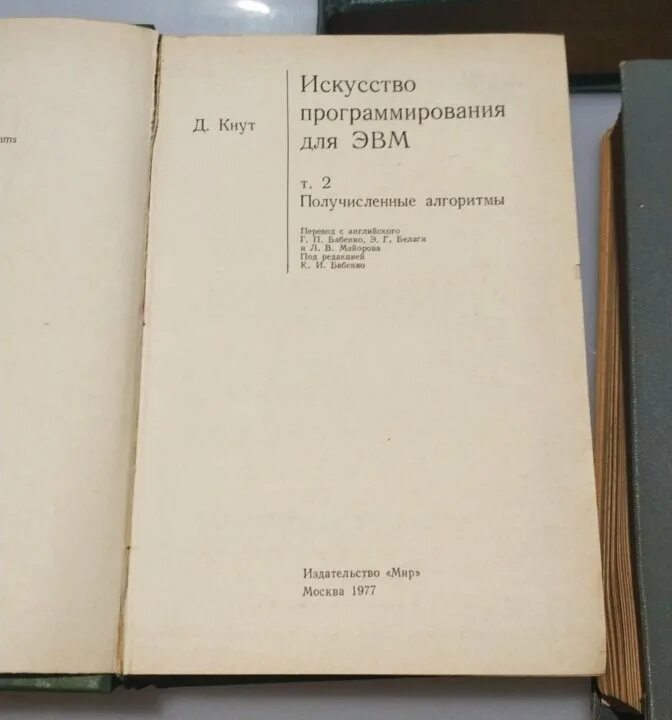 Д. Кнут
Искусство
программирования
для ЭВМ
т. 2
Получисленные алгоритмы
Перевод с английского
Г. П. Бабенко, Э. Г. Белаги
и Л. В. Майорова
Под редакцией
К. И. Бабенко
Издательство «Мир»
Москва 1977